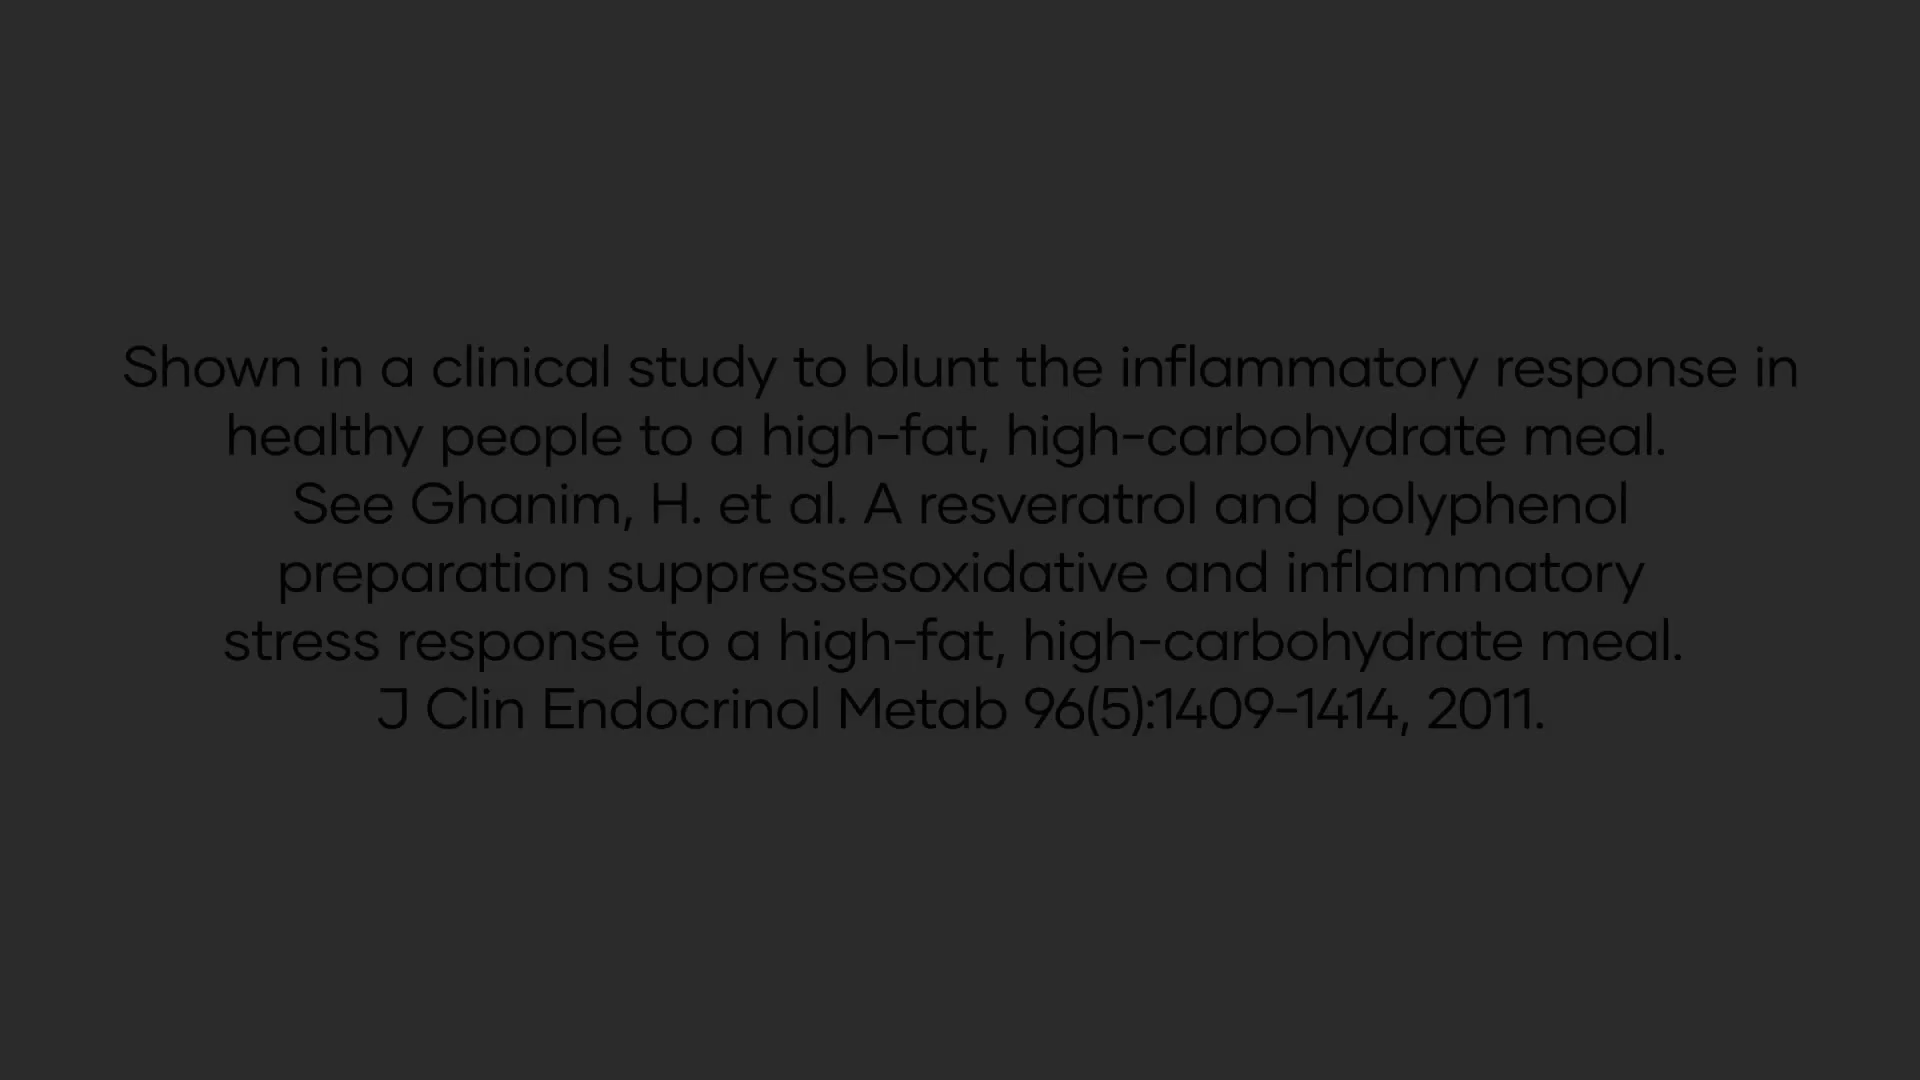 Shown in a clinical study to blunt the inflammatory response in
healthy people to a high-fat, high-carbohydrate meal.
See Ghanim, H. et al. A resveratrol and polyphenol
preparation suppressesoxidative and inflammatory
stress response to a high-fat, high-carbohydrate meal.
J Clin Endocrinol Metab 96(5):1409-1414, 2011.